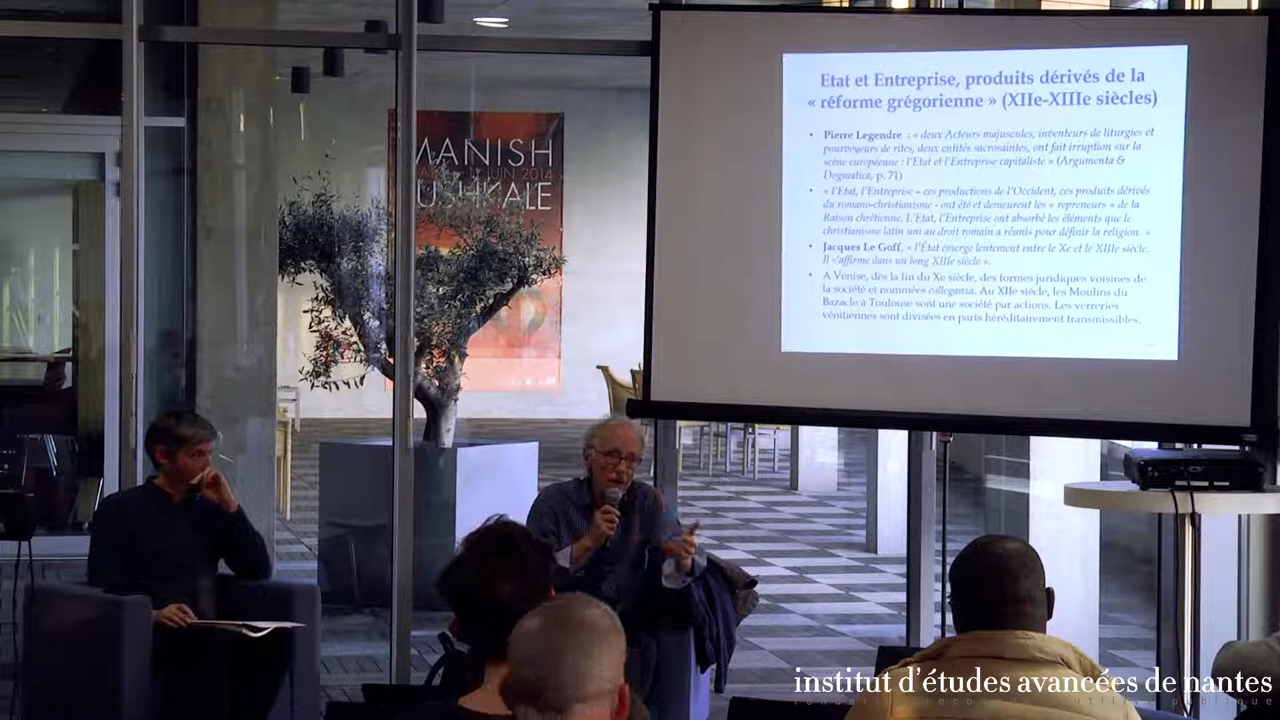 MANISH
JUIN 2014
PUSHKALE
Etat et Entreprise, produits dérivés de la
« réforme grégorienne » (XIIe-XIIIe siècles)
• Pierre Legendre : « deux Acteurs majuscules, inventeurs de liturgies et
pourvoyeurs de rites, deux entités sacrosaintes, ont fait irruption sur la
scène européenne : l'Etat et l'Entreprise capitaliste » (Argumenta &
Dogmatica, p. 71)
• « l'Etat, l'Entreprise – ces productions de l'Occident, ces produits dérivés
du romano-christianisme - ont été et demeurent les « repreneurs » de la
Raison chrétienne. L'Etat, l'Entreprise ont absorbé les éléments que le
christianisme latin uni au droit romain a réunis pour définir la religion. »
• Jacques Le Goff, « l'État émerge lentement entre le Xe et le XIIIe siècle.
Il s'affirme dans un long XIIIe siècle ».
• A Venise, dès la fin du Xe siècle, des formes juridiques voisines de
la société et nommées colleganza. Au XIIe siècle, les Moulins du
Bazacle à Toulouse sont une société par actions. Les verreries
vénitiennes sont divisées en parts héréditairement transmissibles.
institut d'études avancées de nantes